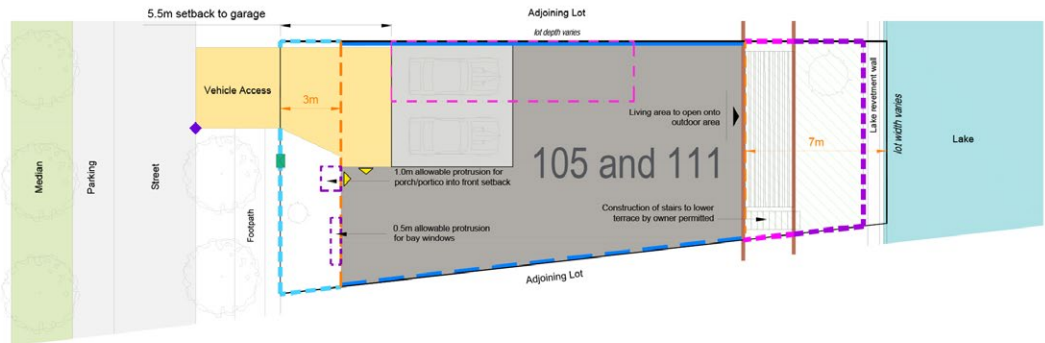 5.5m setback to garage
Adjoining Lot
lot depth varies
Vehicle Access
3m
Living area to open onto
outdoor area
Lake revetment wall
lot width varies
7m
Lake
Median
Parking
Street
Footpath
105 and 111
1.0m allowable protrusion for
porch/portico into front setback
Construction of stairs to lower
terrace by owner permitted
0.5m allowable protrusion
for bay windows
Adjoining Lot